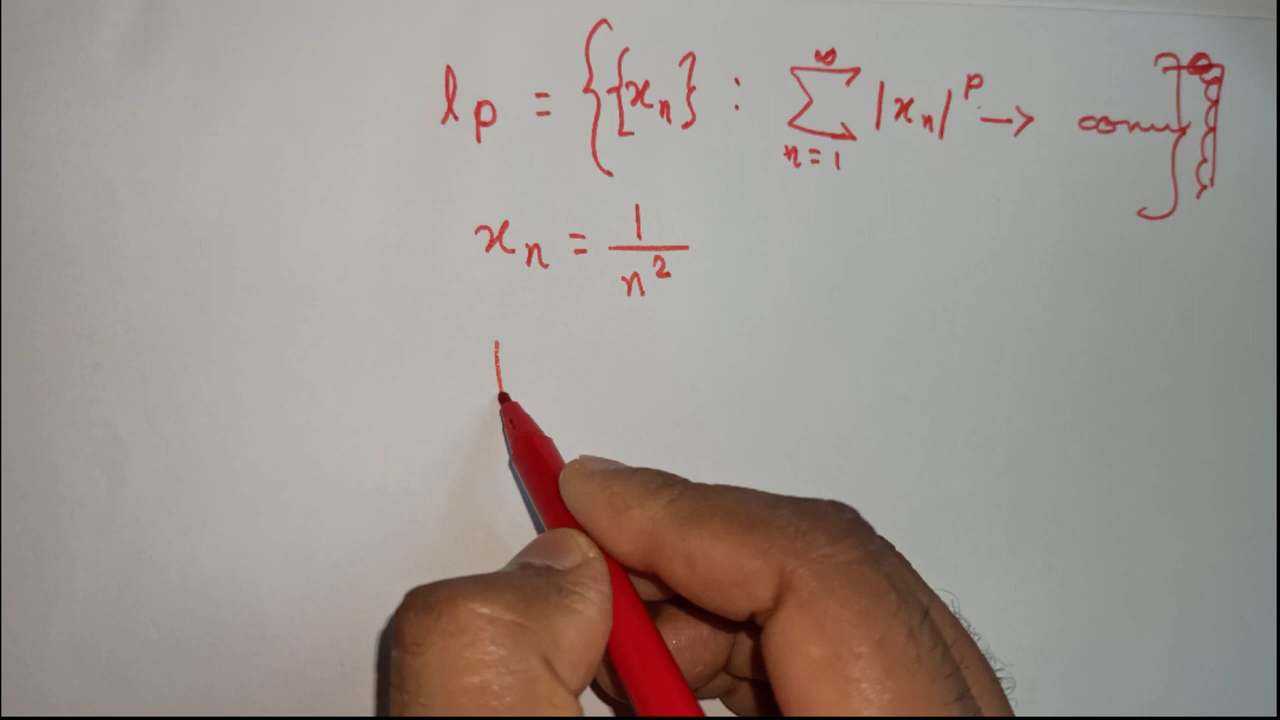 lp = { {xn} : ∞∑n=1 |xn|^p → conv }
xn = 1/n²